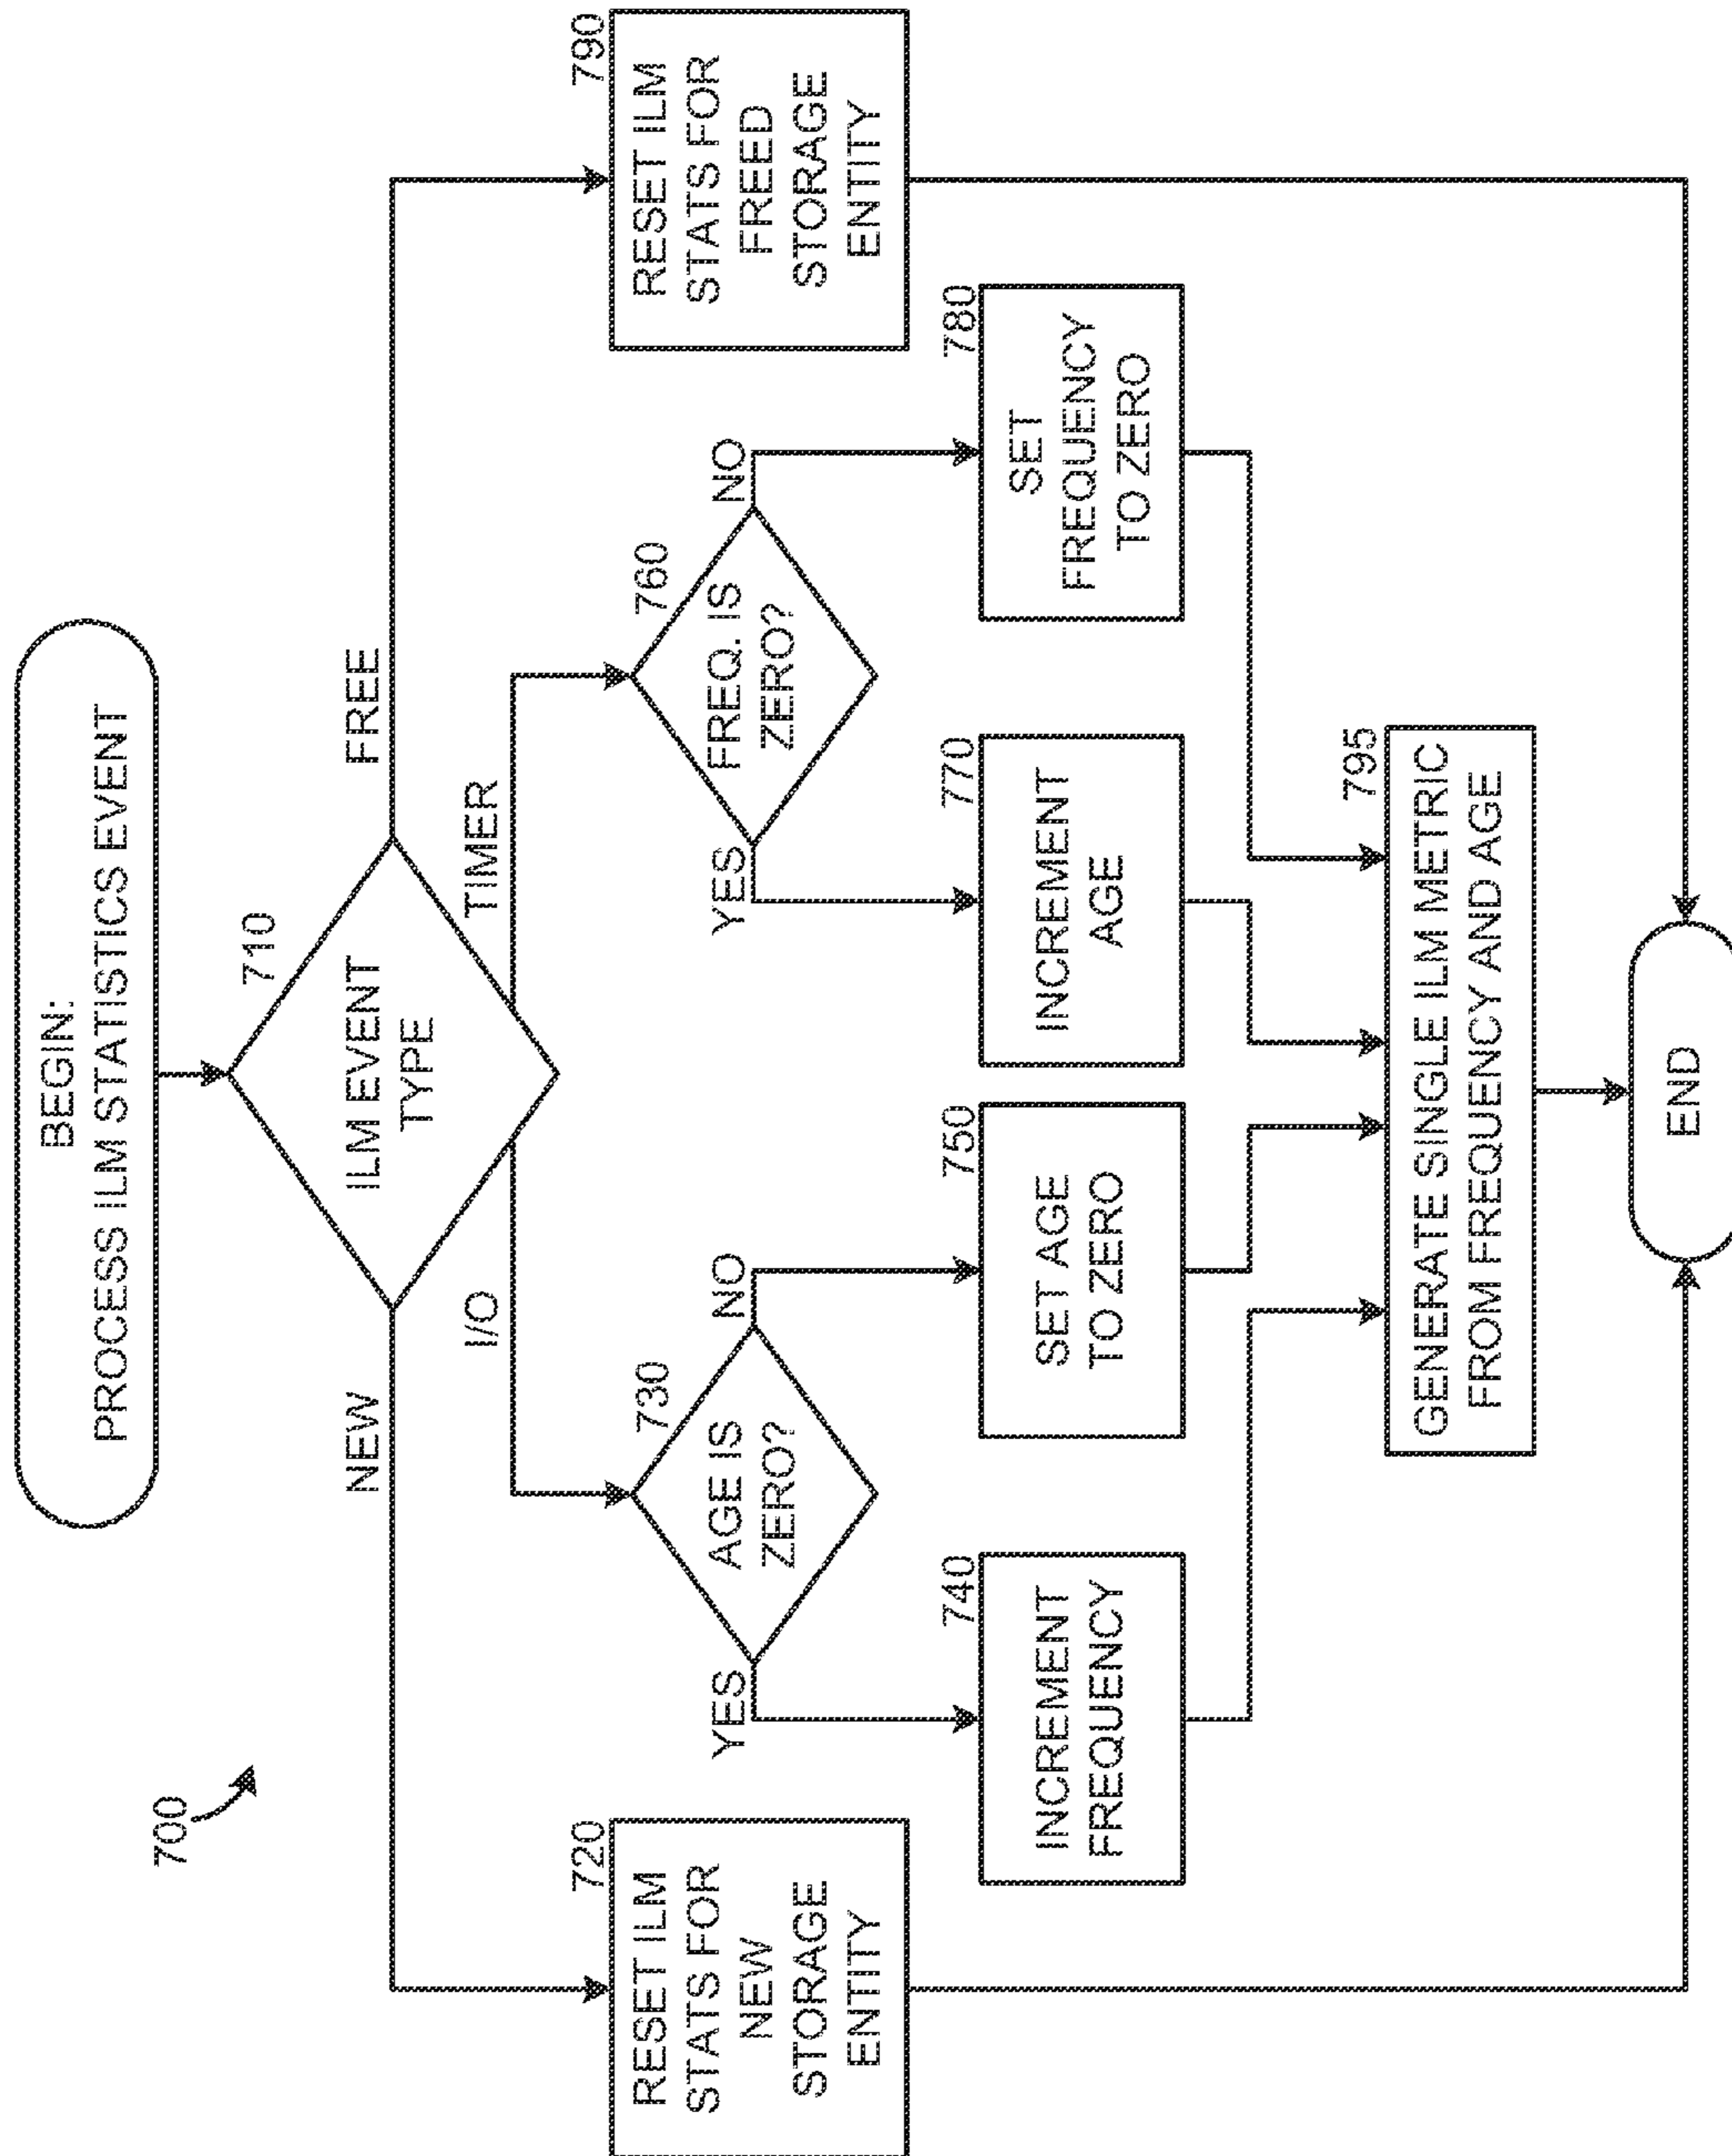 700
BEGIN:
PROCESS ILM STATISTICS EVENT
710
ILM EVENT
TYPE
NEW
I/O
TIMER
FREE
720
RESET ILM
STATS FOR
NEW
STORAGE
ENTITY
730
AGE IS
ZERO?
YES
NO
760
FREQ. IS
ZERO?
YES
NO
790
RESET ILM
STATS FOR
FREED
STORAGE
ENTITY
740
INCREMENT
FREQUENCY
750
SET AGE
TO ZERO
770
INCREMENT
AGE
780
SET
FREQUENCY
TO ZERO
795
GENERATE SINGLE ILM METRIC
FROM FREQUENCY AND AGE
END